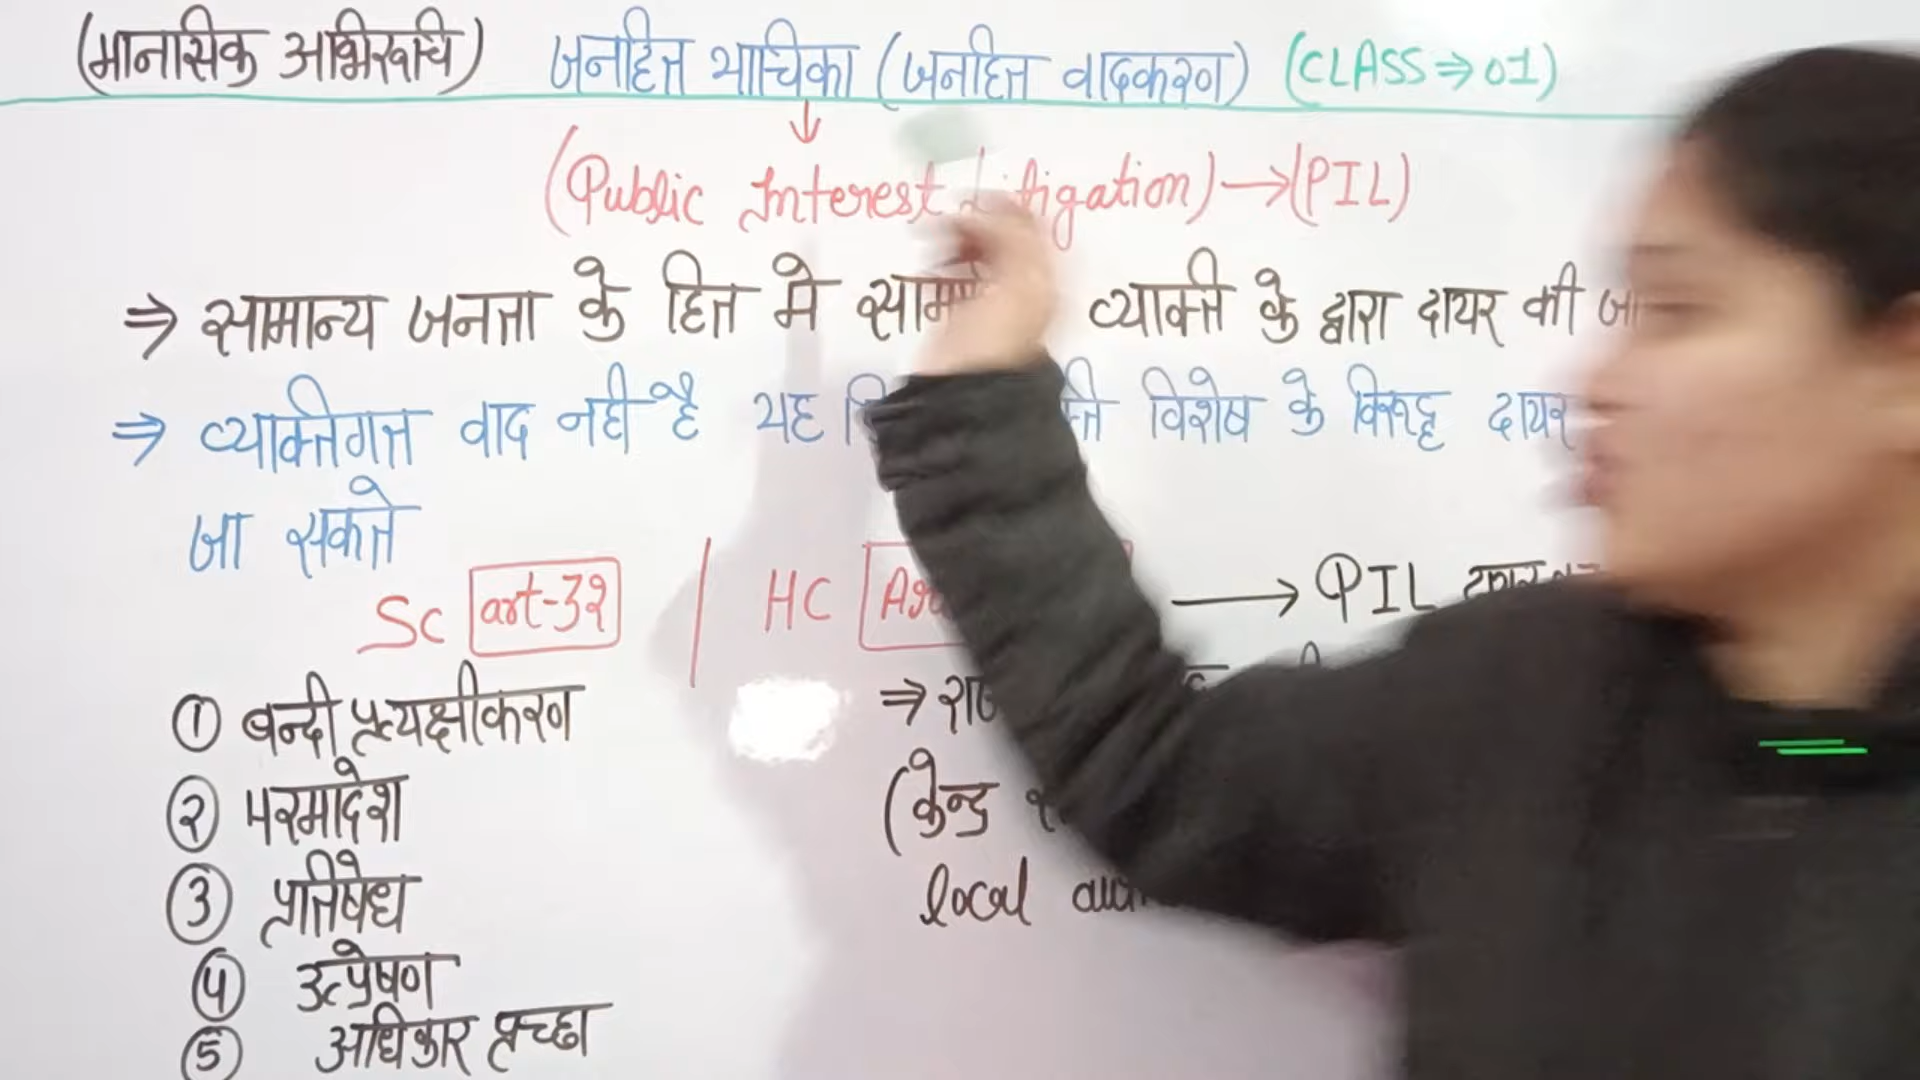 (मानसिक अभिरूचि) जनहित याचिका (जनहित वादकरण) (CLASS ⇒ 01)
(Public Interest Litigation) → (PIL)
⇒ सामान्य जनता के हित मे व्यक्ति के द्वारा दायर की
⇒ व्यक्तिगत वाद नही है यह विशेष के विरूद्ध दायर
जा सकते
SC art-32 | HC → PIL
① बन्दी प्रत्यक्षीकरण
② परमादेश (केन्द्र
③ प्रतिषेध local
④ उत्प्रेषण
⑤ अधिकार प्रच्छा